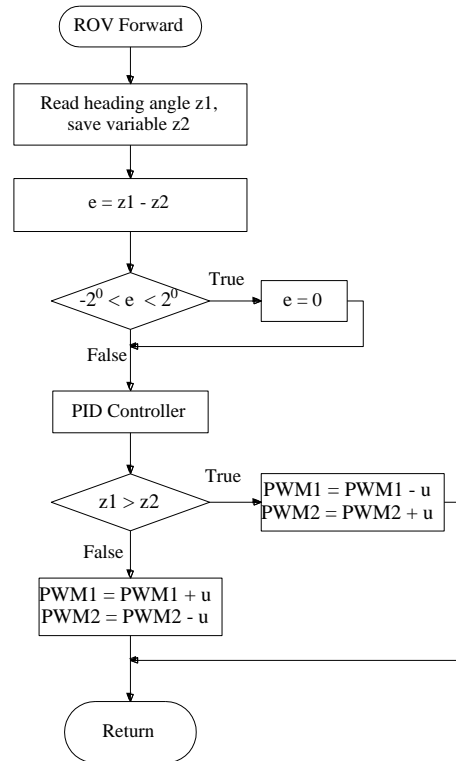 ROV Forward
Read heading angle z1,
save variable z2
e = z1 - z2
-2⁰ < e < 2⁰
True
e = 0
False
PID Controller
z1 > z2
True
PWM1 = PWM1 - u
PWM2 = PWM2 + u
False
PWM1 = PWM1 + u
PWM2 = PWM2 - u
Return